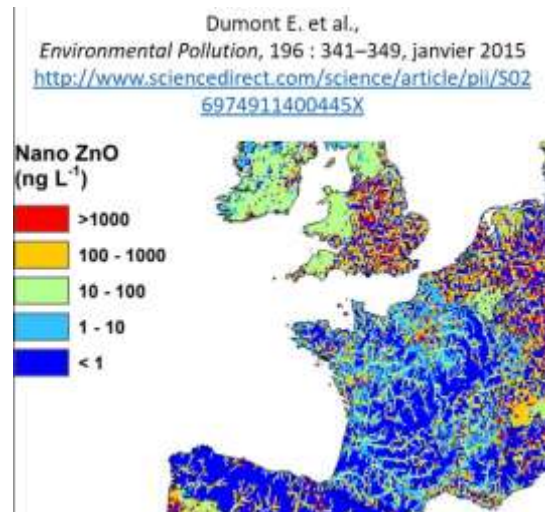 Dumont E. et al.,
Environmental Pollution, 196 : 341–349, janvier 2015
http://www.sciencedirect.com/science/article/pii/S02
6974911400445X
Nano ZnO
(ng L-1)
>1000
100 - 1000
10 - 100
1 - 10
< 1